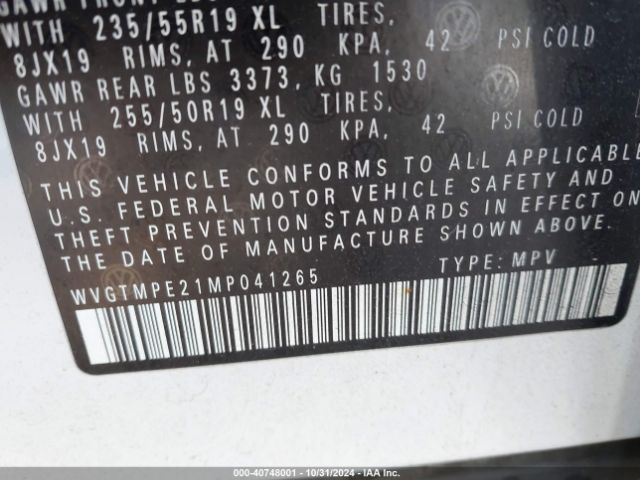 WITH 235/55R19 XL TIRES,
8JX19 RIMS, AT 290 KPA, 42 PSI COLD
GAWR REAR LBS 3373, KG 1530
WITH 255/50R19 XL TIRES,
8JX19 RIMS, AT 290 KPA, 42 PSI COLD
THIS VEHICLE CONFORMS TO ALL APPLICABLE
U.S. FEDERAL MOTOR VEHICLE SAFETY AND
THEFT PREVENTION STANDARDS IN EFFECT ON
THE DATE OF MANUFACTURE SHOWN ABOVE.
WVGTMPE21MP041265 TYPE: MPV -
000-40748001 - 10/31/2024 - IAA Inc.